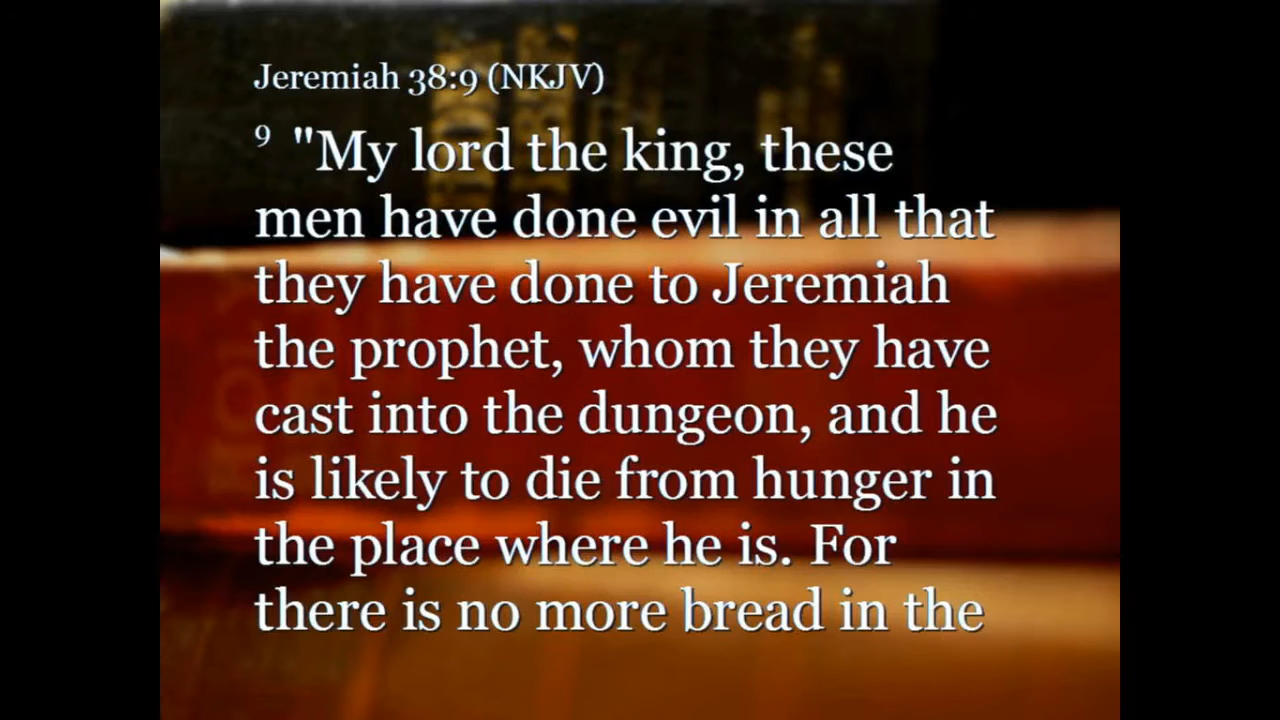 Jeremiah 38:9 (NKJV)
9 "My lord the king, these
men have done evil in all that
they have done to Jeremiah
the prophet, whom they have
cast into the dungeon, and he
is likely to die from hunger in
the place where he is. For
there is no more bread in the